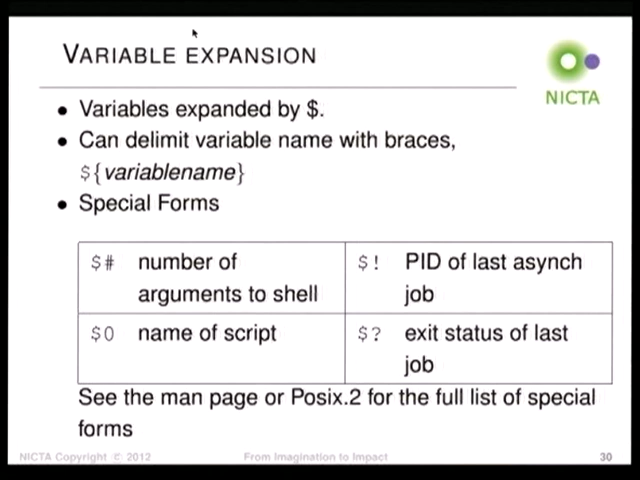 VARIABLE EXPANSION
NICTA
• Variables expanded by $.
• Can delimit variable name with braces,
${variablename}
• Special Forms
$# number of arguments to shell
$! PID of last asynch job
$0 name of script
$? exit status of last job
See the man page or Posix.2 for the full list of special
forms
NICTA Copyright © 2012
From Imagination to Impact
30